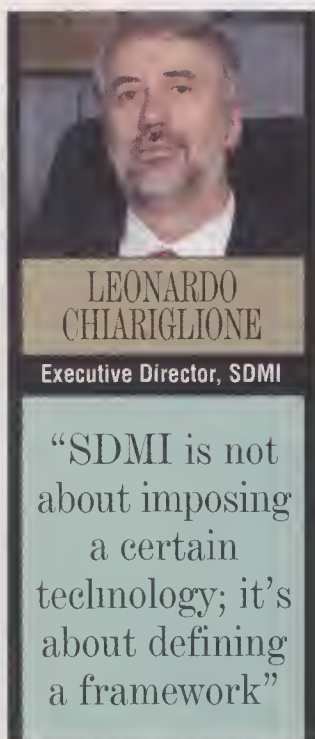 LEONARDO
CHIARIGLIONE
Executive Director, SDMI
“SDMI is not
about imposing
a certain
technology; it’s
about defining
a framework”